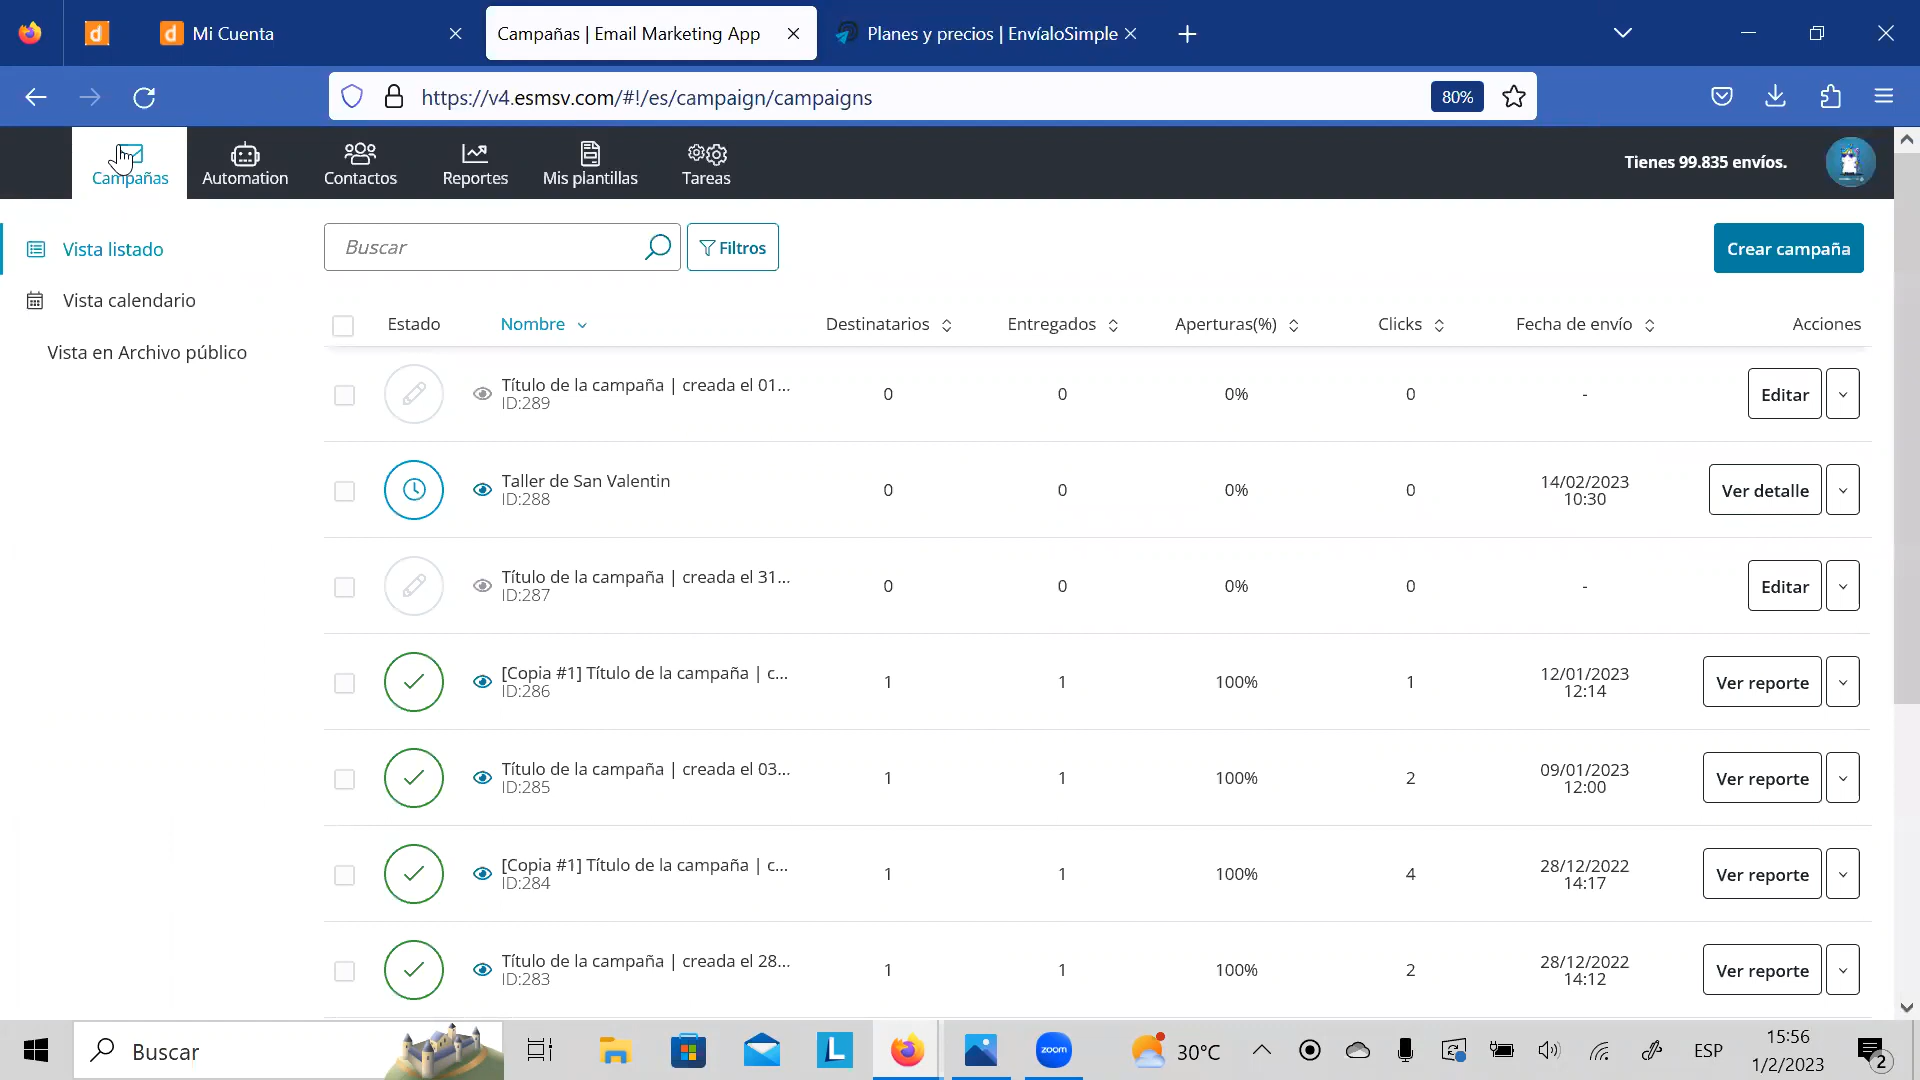 Mi Cuenta
Campañas | Email Marketing App
Planes y precios | EnvíaloSimple
https://v4.esmsv.com/#!/es/campaign/campaigns
80%
Campañas
Automation
Contactos
Reportes
Mis plantillas
Tareas
Tienes 99.835 envíos.
Vista listado
Vista calendario
Vista en Archivo público
Buscar
Filtros
Crear campaña
Estado Nombre Destinatarios Entregados Aperturas(%) Clicks Fecha de envío Acciones
Título de la campaña | creada el 01... 0 0 0% 0 - Editar
ID:289
Taller de San Valentin 0 0 0% 0 14/02/2023 10:30 Ver detalle
ID:288
Título de la campaña | creada el 31... 0 0 0% 0 - Editar
ID:287
[Copia #1] Título de la campaña | c... 1 1 100% 1 12/01/2023 12:14 Ver reporte
ID:286
Título de la campaña | creada el 03... 1 1 100% 2 09/01/2023 12:00 Ver reporte
ID:285
[Copia #1] Título de la campaña | c... 1 1 100% 4 28/12/2022 14:17 Ver reporte
ID:284
Título de la campaña | creada el 28... 1 1 100% 2 28/12/2022 14:12 Ver reporte
ID:283
Buscar
L
zoom
30°C
ESP
15:56
1/2/2023
2